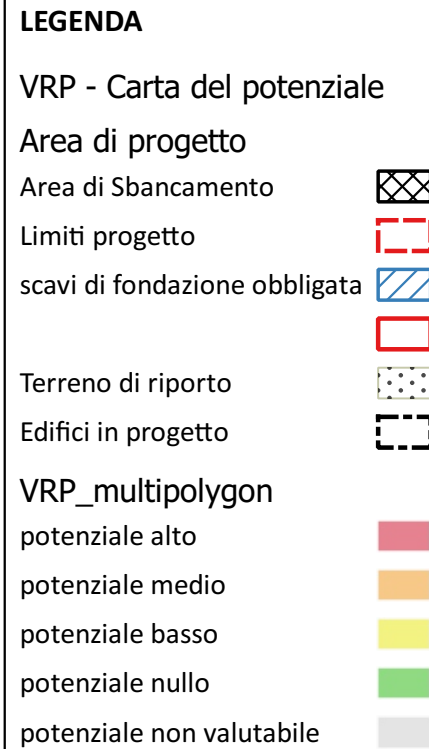 LEGENDA
VRP - Carta del potenziale
Area di progetto
Area di Sbancamento
Limiti progetto
scavi di fondazione obbligata
Terreno di riporto
Edifici in progetto
VRP_multipolygon
potenziale alto
potenziale medio
potenziale basso
potenziale nullo
potenziale non valutabile